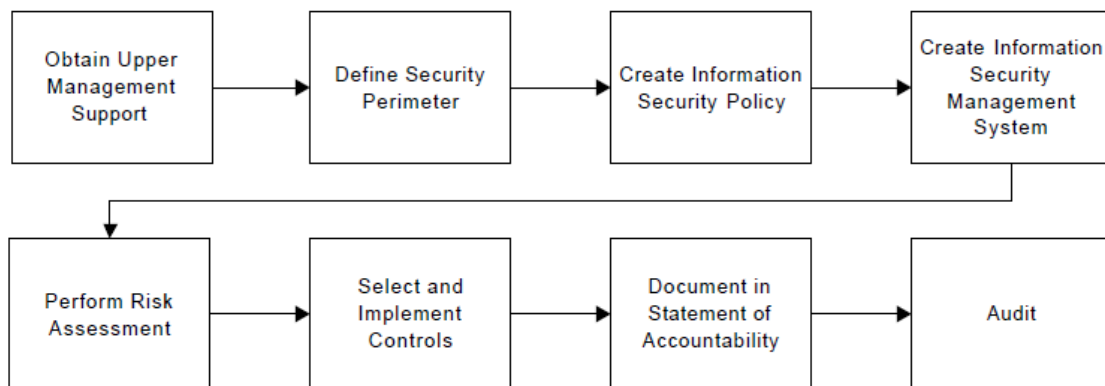 Obtain Upper
Management
Support
Define Security
Perimeter
Create Information
Security Policy
Create Information
Security
Management
System
Perform Risk
Assessment
Select and
Implement
Controls
Document in
Statement of
Accountability
Audit